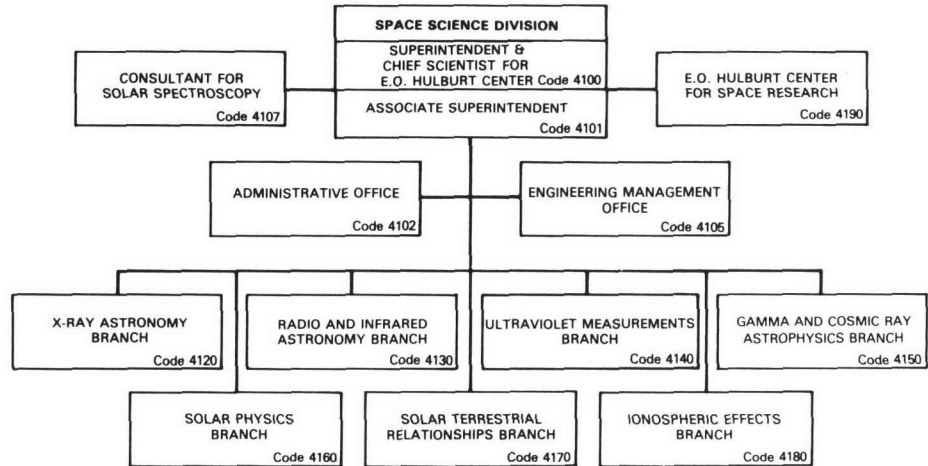 SPACE SCIENCE DIVISION
SUPERINTENDENT &
CHIEF SCIENTIST FOR
E.O. HULBURT CENTER Code 4100
ASSOCIATE SUPERINTENDENT
Code 4101
CONSULTANT FOR
SOLAR SPECTROSCOPY
Code 4107
E.O. HULBURT CENTER
FOR SPACE RESEARCH
Code 4190
ADMINISTRATIVE OFFICE
Code 4102
ENGINEERING MANAGEMENT
OFFICE
Code 4105
X-RAY ASTRONOMY
BRANCH
Code 4120
RADIO AND INFRARED
ASTRONOMY BRANCH
Code 4130
ULTRAVIOLET MEASUREMENTS
BRANCH
Code 4140
GAMMA AND COSMIC RAY
ASTROPHYSICS BRANCH
Code 4150
SOLAR PHYSICS
BRANCH
Code 4160
SOLAR TERRESTRIAL
RELATIONSHIPS BRANCH
Code 4170
IONOSPHERIC EFFECTS
BRANCH
Code 4180